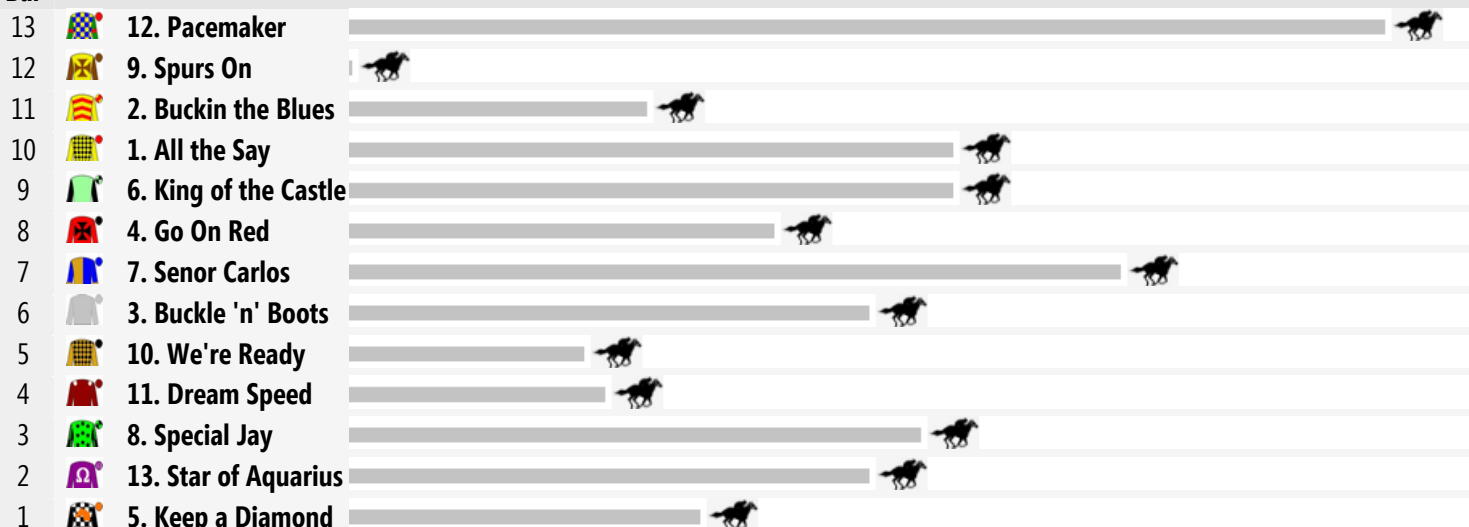 Bar
13 12. Pacemaker
12 9. Spurs On
11 2. Buckin the Blues
10 1. All the Say
9 6. King of the Castle
8 4. Go On Red
7 7. Senor Carlos
6 3. Buckle 'n' Boots
5 10. We're Ready
4 11. Dream Speed
3 8. Special Jay
2 Ω 13. Star of Aquarius
1 5. Keep a Diamond